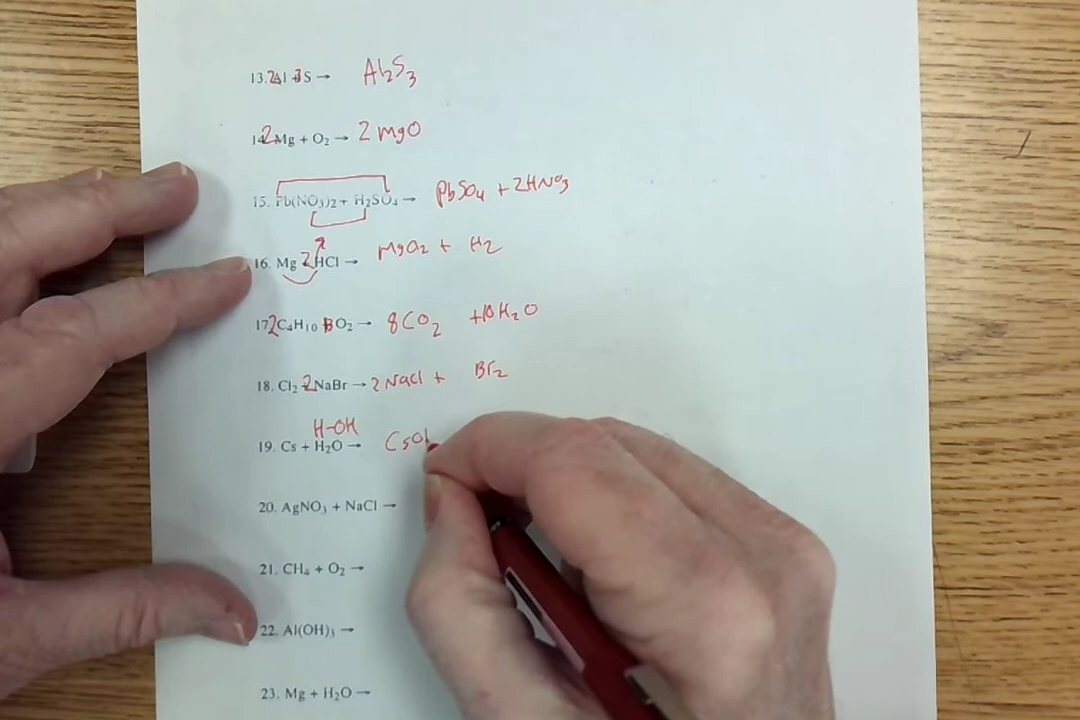 13. 2Al 3S → Al2S3
14. 2Mg + O₂ → 2 MgO
15. Pb(NO₃)2 + H₂SO₄ → PbSO4 + 2HNO3
16. Mg 2HCl → MgCl2 + H2
17. 2C₄H₁₀ 13O₂ → 8CO2 +10H2O
18. Cl₂ 2NaBr → 2NaCl + Br2
H-OH
19. Cs + H₂O → CsO
20. AgNO₃ + NaCl →
21. CH₄ + O₂ →
22. Al(OH)₃ →
23. Mg + H₂O →